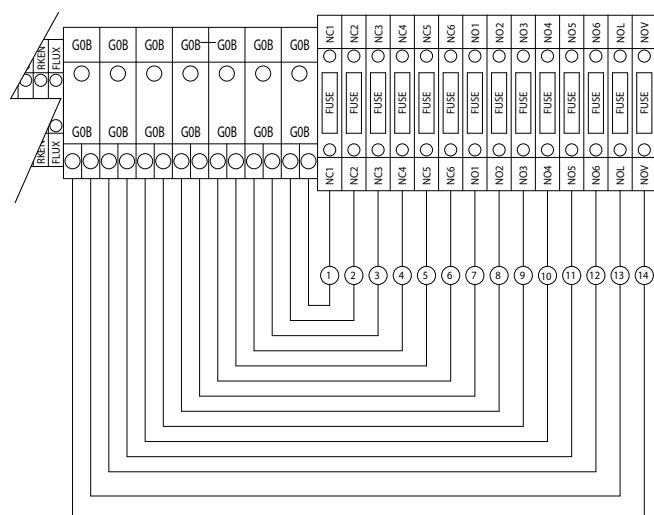 RKEN FLUX G0B G0B G0B G0B G0B G0B G0B NC1 NC2 NC3 NC4 NC5 NC6 NO1 NO2 NO3 NO4 NO5 NO6 NOL NOV
FUSE FUSE FUSE FUSE FUSE FUSE FUSE FUSE FUSE FUSE FUSE FUSE FUSE FUSE
RKEN FLUX G0B G0B G0B G0B G0B G0B G0B
NC1 NC2 NC3 NC4 NC5 NC6 NO1 NO2 NO3 NO4 NO5 NO6 NOL NOV
1 2 3 4 5 6 7 8 9 10 11 12 13 14